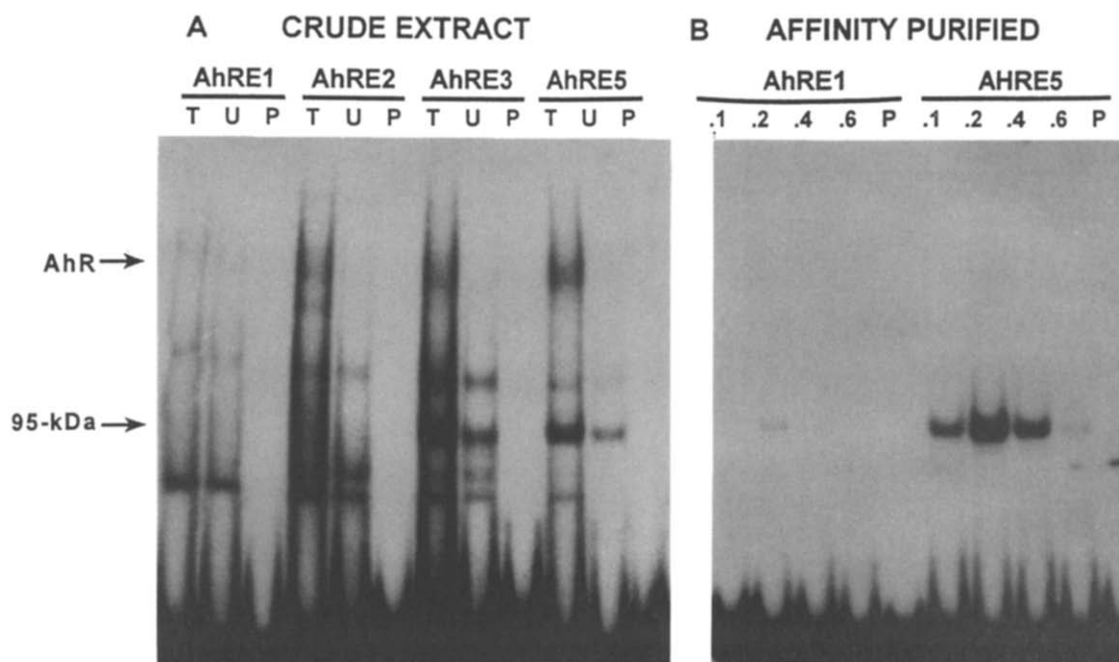 A CRUDE EXTRACT
AhRE1 AhRE2 AhRE3 AhRE5
T U P T U P T U P T U P
AhR
95-kDa
B AFFINITY PURIFIED
AhRE1 AHRE5
.1 .2 .4 .6 P .1 .2 .4 .6 P